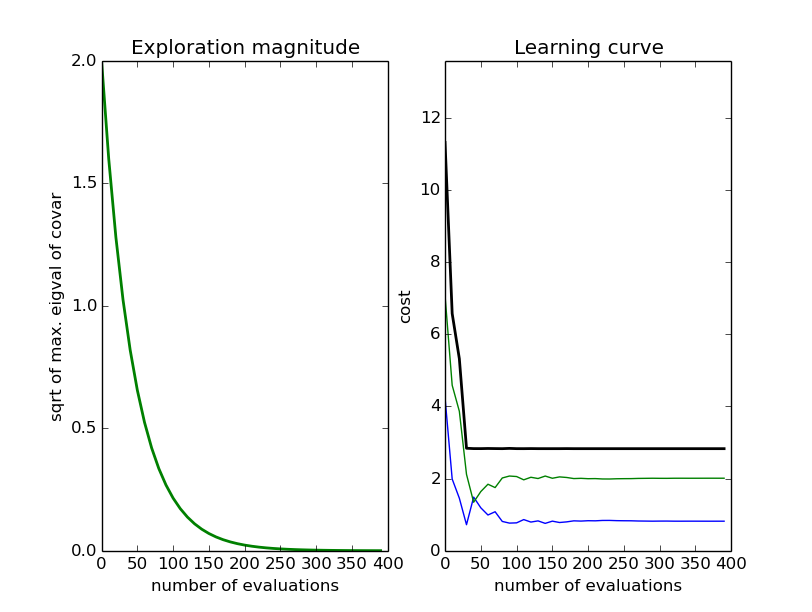 Exploration magnitude
sqrt of max. eigval of covar
2.0
1.5
1.0
0.5
0.0
0 50 100 150 200 250 300 350 400
number of evaluations
Learning curve
cost
12
10
8
6
4
2
0
0 50 100 150 200 250 300 350 400
number of evaluations